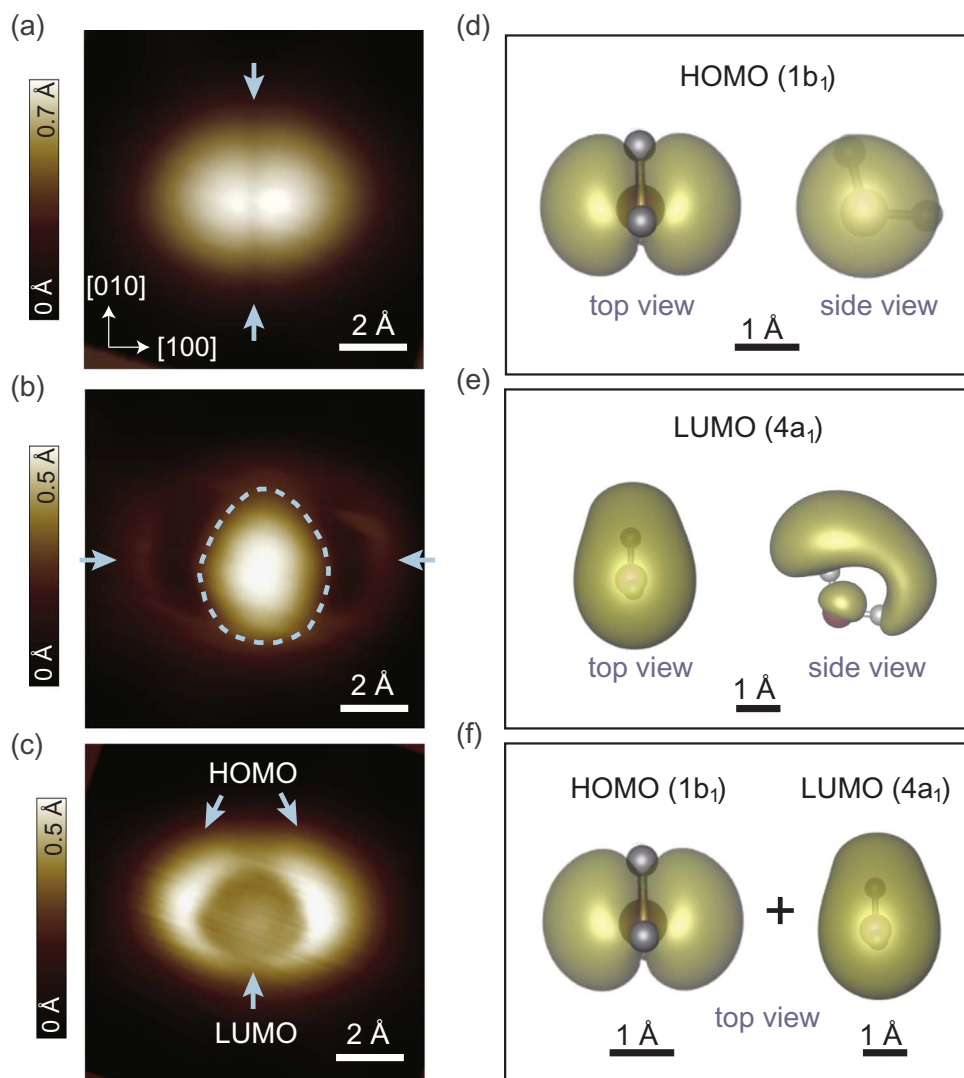 (a)
0.7 Å
0 Å
[010]
[100]
2 Å
(b)
0.5 Å
0 Å
2 Å
(c)
HOMO
0.5 Å
0 Å
LUMO
2 Å
(d)
HOMO (1b₁)
top view
side view
1 Å
(e)
LUMO (4a₁)
top view
side view
1 Å
(f)
HOMO (1b₁) LUMO (4a₁)
+
top view
1 Å
1 Å